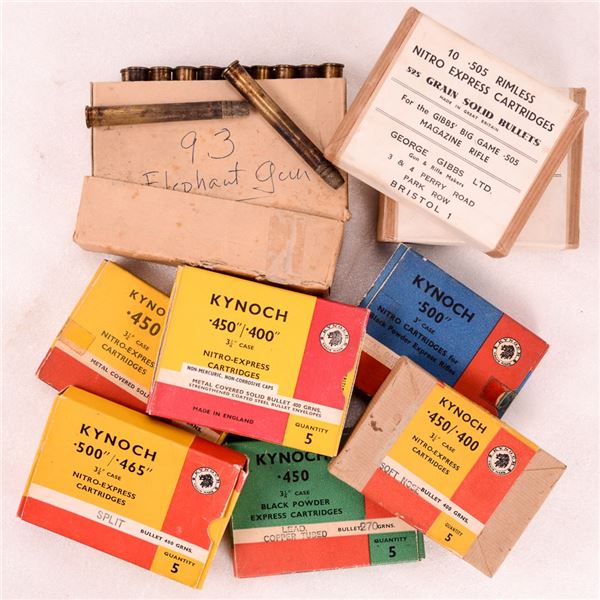 93
Elephant Gun
10 .505 RIMLESS
NITRO EXPRESS CARTRIDGES
MADE IN GREAT BRITAIN
525 GRAIN SOLID BULLETS
For the GIBBS' BIG GAME .505
MAGAZINE RIFLE
GEORGE GIBBS LTD.
Gun & Rifle Makers
3 & 4 PERRY ROAD
PARK ROW
BRISTOL 1
KYNOCH
.450
3¼" CASE
NITRO-EXPRESS
CARTRIDGES
METAL COVERED SOLID
KYNOCH
.450"/.400"
3¼" CASE
NITRO-EXPRESS
CARTRIDGES
NON-MERCURIC, NON-CORROSIVE CAPS
METAL COVERED SOLID BULLET 400 GRNS.
STRENGTHENED COATED STEEL BULLET ENVELOPES
MADE IN ENGLAND
QUANTITY
5
KYNOCH
.500"
3" CASE
NITRO CARTRIDGES for
Black Powder Express Rifles
KYNOCH
.450/.400
3¼" CASE
NITRO-EXPRESS
CARTRIDGES
SOFT NOSE
BULLET 400 GRNS.
QUANTITY
5
KYNOCH
.500"/.465"
3¼" CASE
NITRO-EXPRESS
CARTRIDGES
SPLIT
BULLET 480 GRNS.
QUANTITY
5
KYNOCH
.450
3¼" CASE
BLACK POWDER
EXPRESS CARTRIDGES
LEAD
COPPER TUBED
BULLET 270 GRNS.
QUANTITY
5